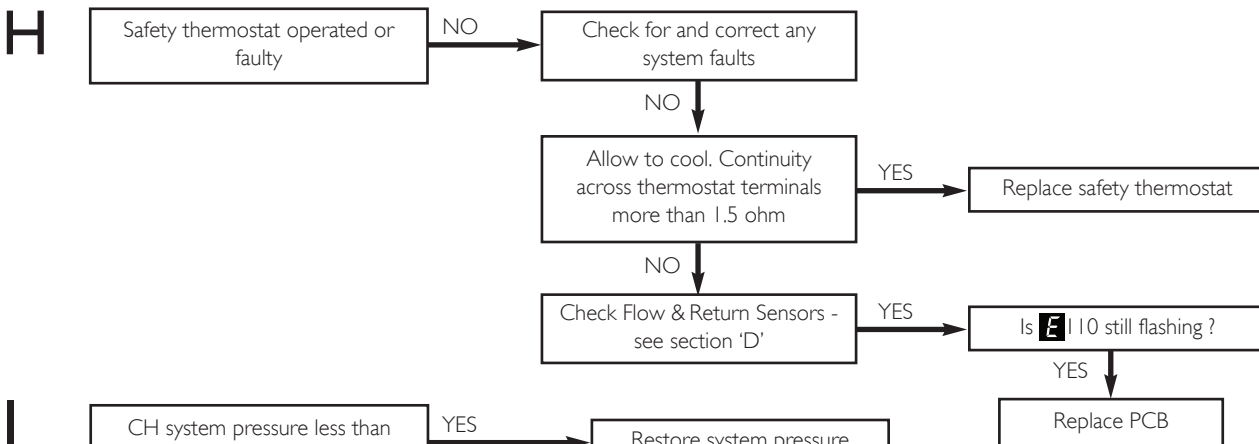 H
Safety thermostat operated or
faulty
NO
Check for and correct any
system faults
NO
Allow to cool. Continuity
across thermostat terminals
more than 1.5 ohm
YES
Replace safety thermostat
NO
Check Flow & Return Sensors -
see section ‘D’
YES
Is E 110 still flashing ?
YES
Replace PCB
I
CH system pressure less than
YES
Restore system pressure